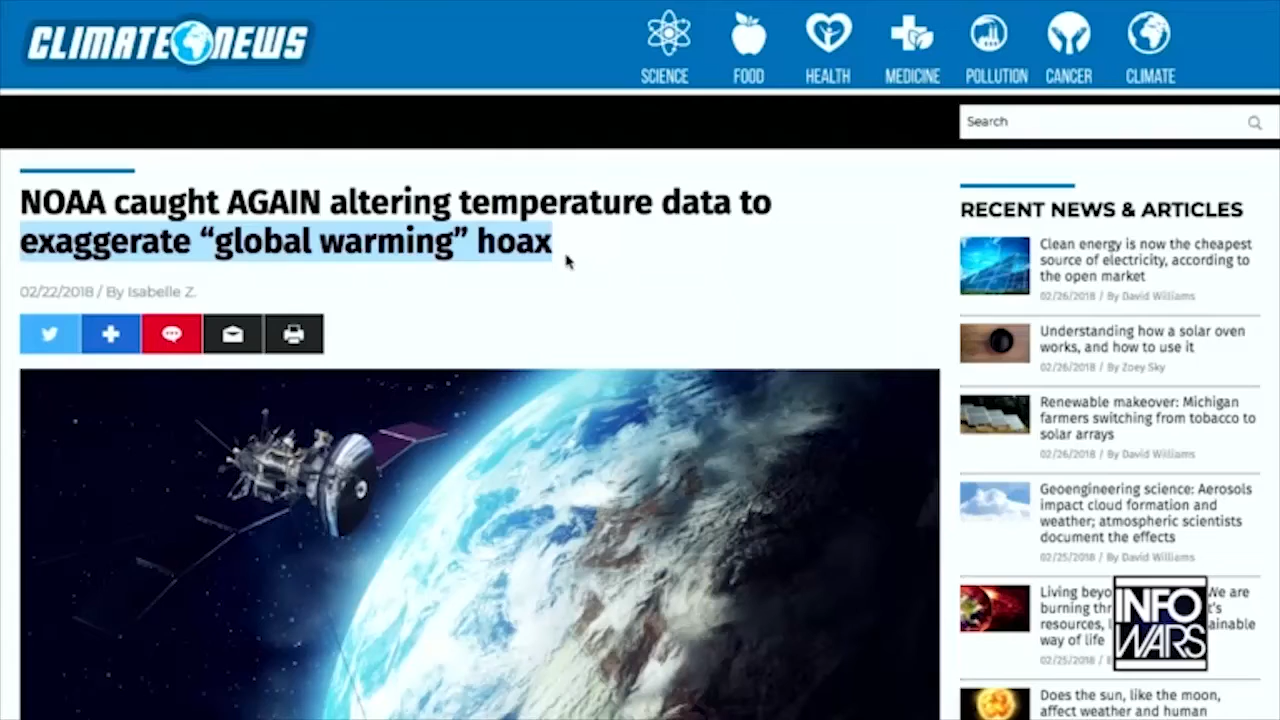 CLIMATE NEWS
SCIENCE
FOOD
HEALTH
MEDICINE
POLLUTION
CANCER
CLIMATE
Search
NOAA caught AGAIN altering temperature data to
exaggerate “global warming” hoax
02/22/2018 / By Isabelle Z.
RECENT NEWS & ARTICLES
Clean energy is now the cheapest
source of electricity, according to
the open market
02/26/2018 / By David Williams
Understanding how a solar oven
works, and how to use it
02/26/2018 / By Zoey Sky
Renewable makeover: Michigan
farmers switching from tobacco to
solar arrays
02/26/2018 / By David Williams
Geoengineering science: Aerosols
impact cloud formation and
weather; atmospheric scientists
document the effects
02/25/2018 / By David Williams
Living We are
burning
resources,
way of life
02/25/2018 /
INFO
WARS
Does the sun, like the moon,
affect weather and human